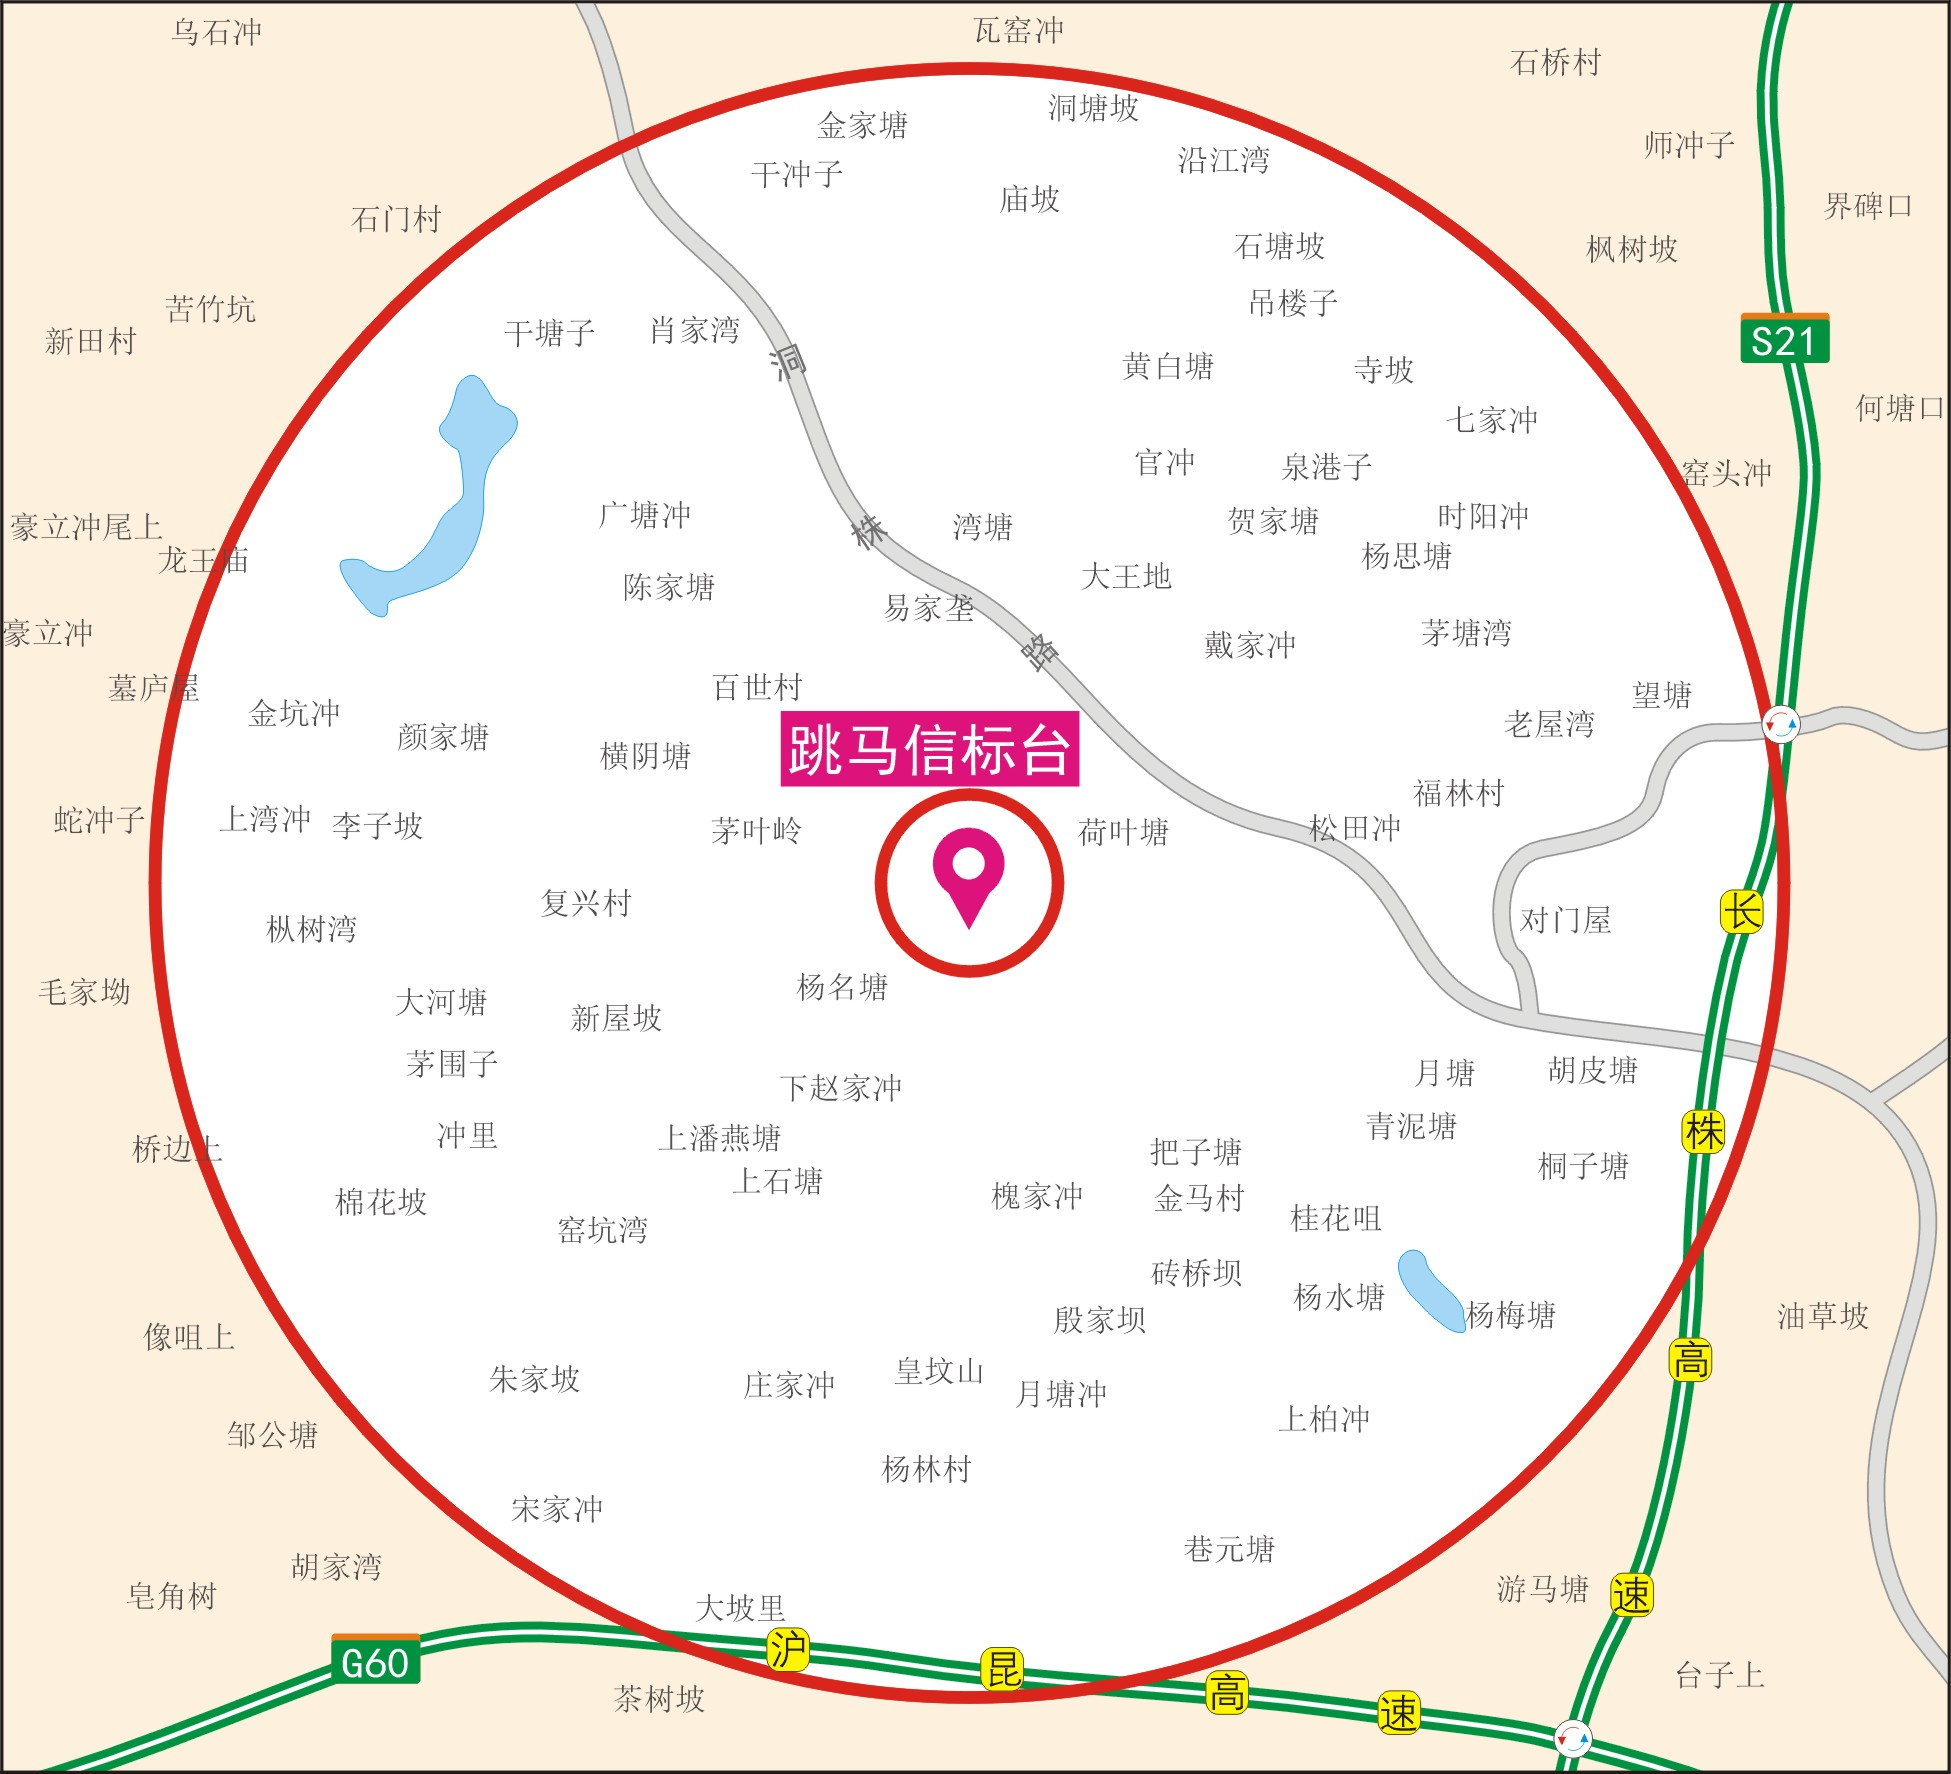 乌石冲
瓦窑冲
石桥村
洞塘坡
金家塘
师冲子
沿江湾
干冲子
庙坡
界碑口
石门村
石塘坡
枫树坡
吊楼子
苦竹坑
新田村
干塘子
肖家湾
S21
洞
黄白塘
寺坡
何塘口
七家冲
官冲
泉港子
窑头冲
广塘冲
时阳冲
贺家塘
豪立冲尾上
湾塘
株
龙王庙
杨思塘
大王地
陈家塘
易家垄
豪立冲
茅塘湾
戴家冲
路
百世村
墓庐屋
望塘
金坑冲
老屋湾
颜家塘
跳马信标台
横阴塘
福林村
蛇冲子
上湾冲
李子坡
茅叶岭
荷叶塘
松田冲
复兴村
长
对门屋
枞树湾
杨名塘
毛家坳
大河塘
新屋坡
茅围子
胡皮塘
月塘
下赵家冲
青泥塘
株
冲里
上潘燕塘
桥边上
把子塘
桐子塘
上石塘
槐家冲
金马村
棉花坡
桂花咀
窑坑湾
砖桥坝
杨水塘
杨梅塘
油草坡
殷家坝
像咀上
高
皇坟山
朱家坡
庄家冲
月塘冲
上柏冲
邹公塘
杨林村
宋家冲
巷元塘
胡家湾
游马塘
速
皂角树
大坡里
沪
G60
昆
台子上
高
茶树坡
速